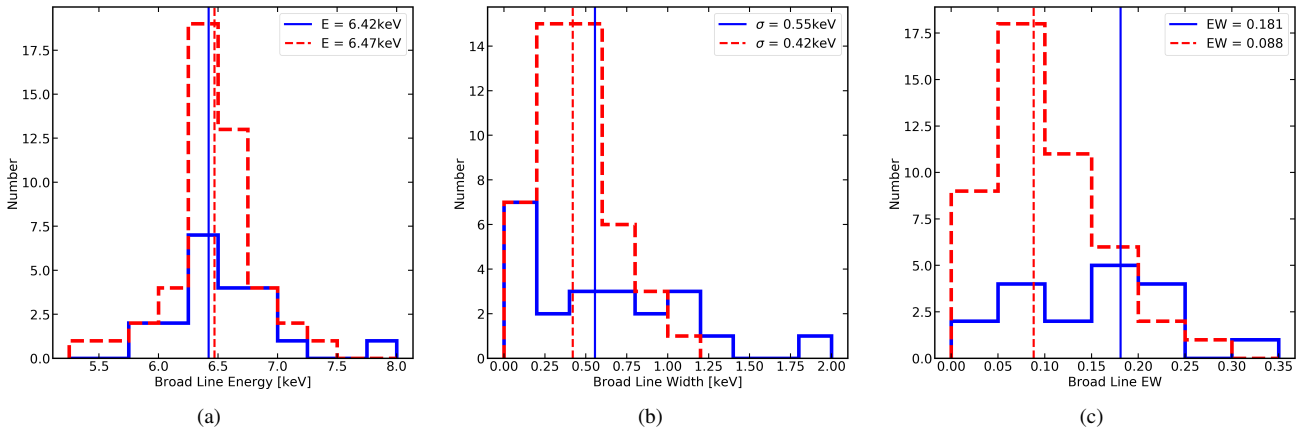 E = 6.42keV
E = 6.47keV
17.5
15.0
12.5
10.0
7.5
5.0
2.5
0.0
Number
5.5 6.0 6.5 7.0 7.5 8.0
Broad Line Energy [keV]
(a)
σ = 0.55keV
σ = 0.42keV
14
12
10
8
6
4
2
0
Number
0.00 0.25 0.50 0.75 1.00 1.25 1.50 1.75 2.00
Broad Line Width [keV]
(b)
EW = 0.181
EW = 0.088
17.5
15.0
12.5
10.0
7.5
5.0
2.5
0.0
Number
0.00 0.05 0.10 0.15 0.20 0.25 0.30 0.35
Broad Line EW
(c)